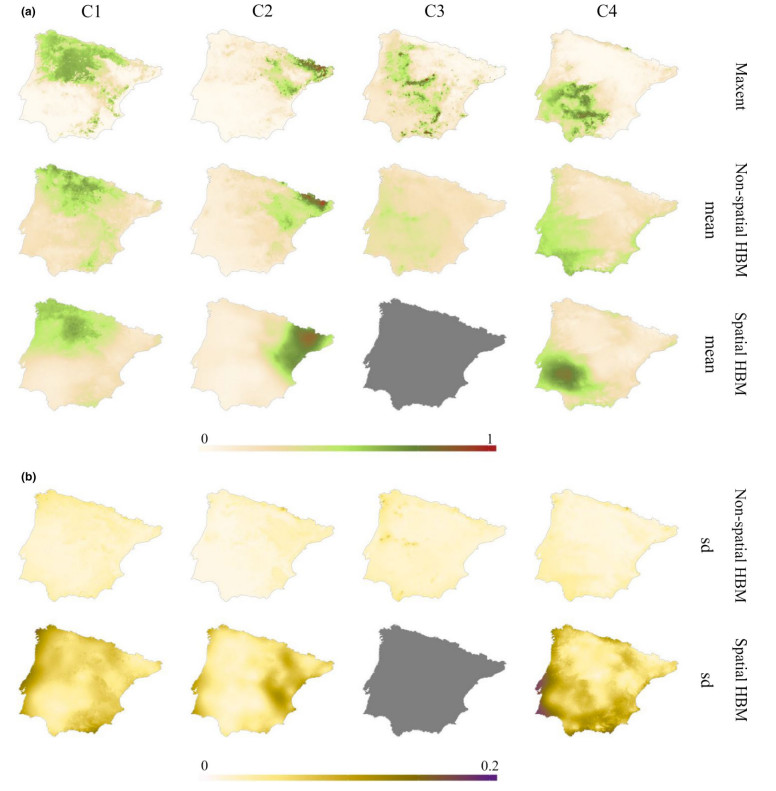 (a) C1 C2 C3 C4
Maxent
Non-spatial HBM
mean
Spatial HBM
mean
0 1
(b)
Non-spatial HBM
sd
Spatial HBM
sd
0 0.2